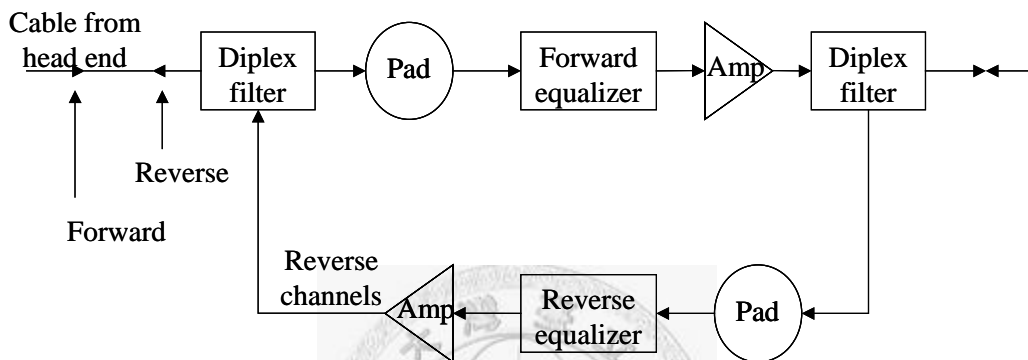 Cable from
head end
Diplex
filter
Pad
Forward
equalizer
Amp
Diplex
filter
Reverse
Forward
Reverse
channels
Amp
Reverse
equalizer
Pad